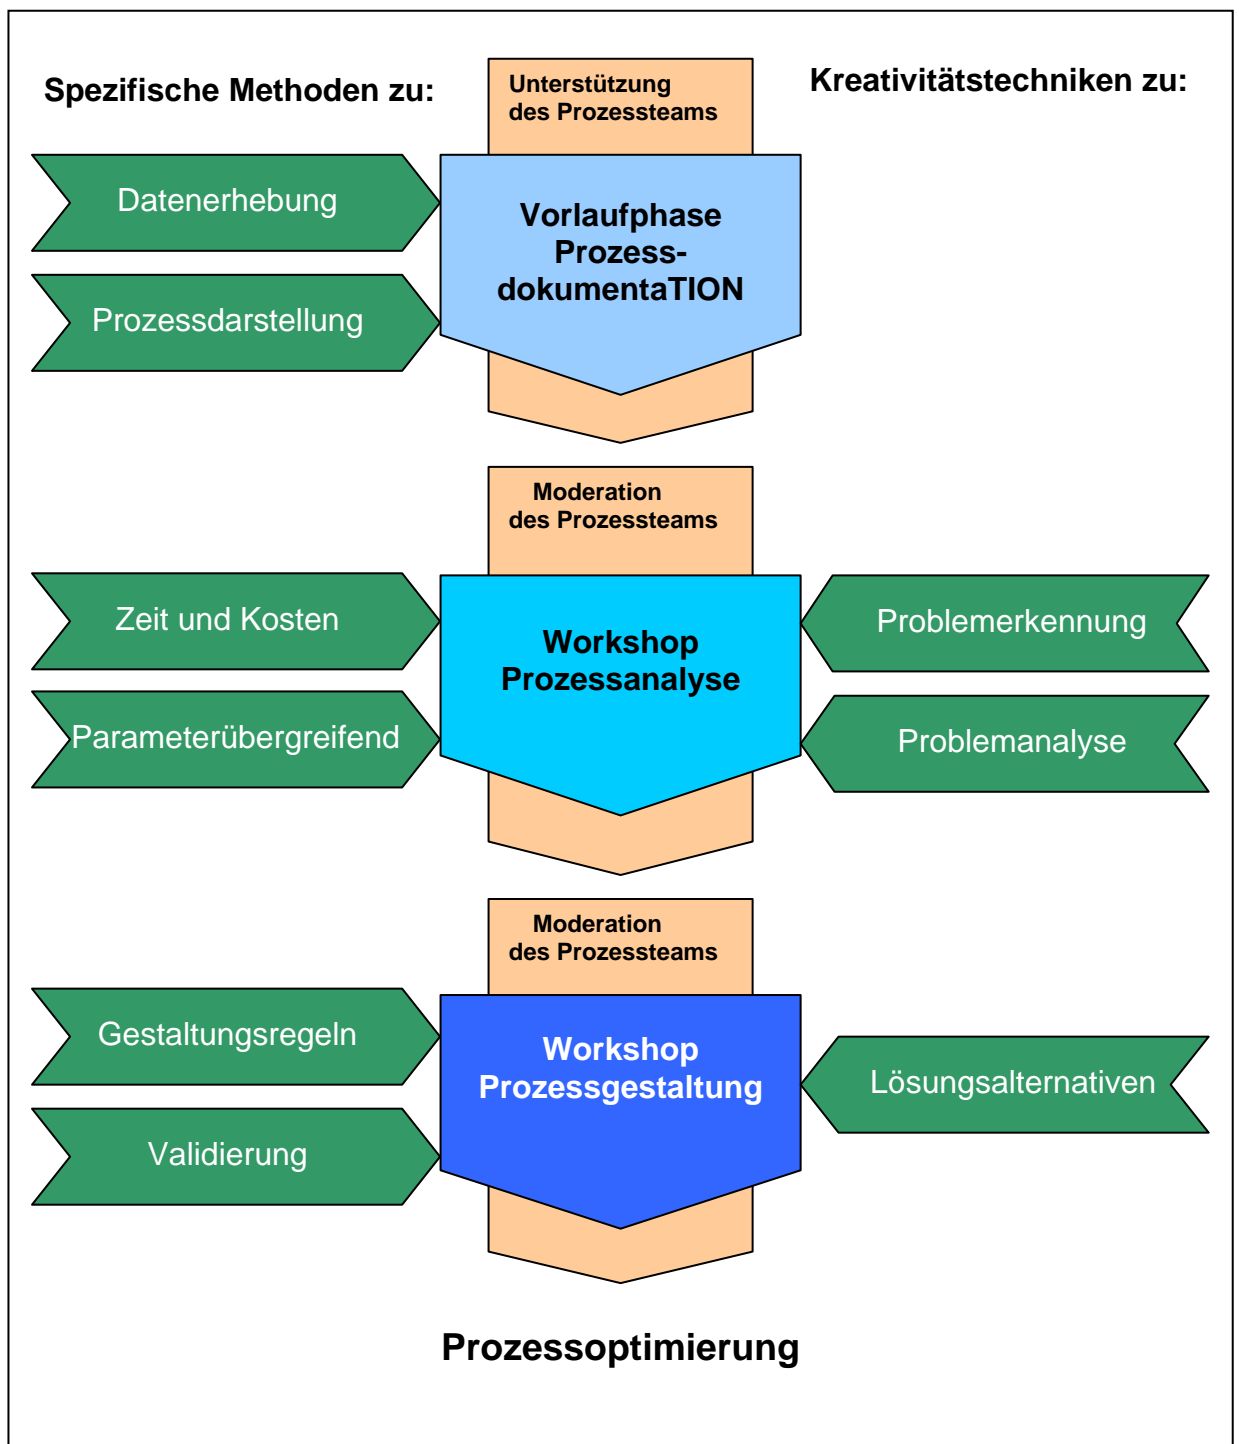 Spezifische Methoden zu:
Unterstützung
des Prozessteams
Kreativitätstechniken zu:
Datenerhebung
Prozessdarstellung
Vorlaufphase
Prozess-
dokumentaTION
Moderation
des Prozessteams
Zeit und Kosten
Parameterübergreifend
Workshop
Prozessanalyse
Problemerkennung
Problemanalyse
Moderation
des Prozessteams
Gestaltungsregeln
Validierung
Workshop
Prozessgestaltung
Lösungsalternativen
Prozessoptimierung